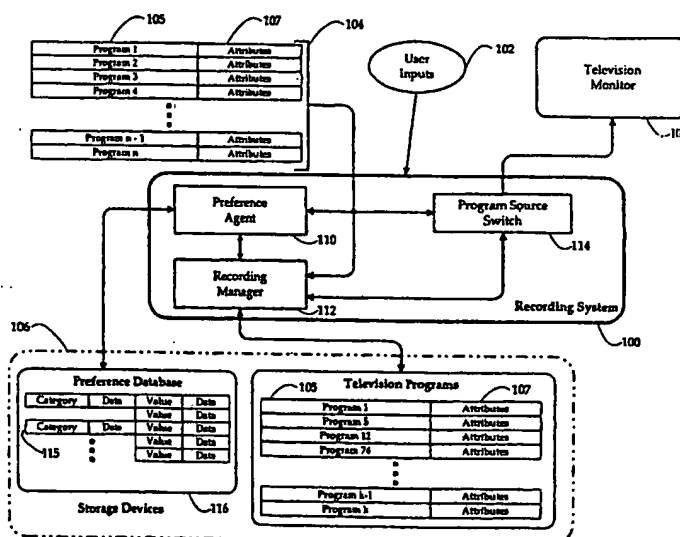 105 107 104
Program 1 Attributes
Program 2 Attributes
Program 3 Attributes
Program 4 Attributes
Program n - 1 Attributes
Program n Attributes
User
Inputs
102
Television
Monitor
10
Preference
Agent
110
Program Source
Switch
114
Recording
Manager
112
Recording System
100
106
Preference Database
Category Data Value Data
Value Data
Category Data Value Data
Value Data
Value Data
115
116
Storage Devices
Television Programs
105 107
Program 1 Attributes
Program 5 Attributes
Program 12 Attributes
Program 74 Attributes
Program k-1 Attributes
Program k Attributes